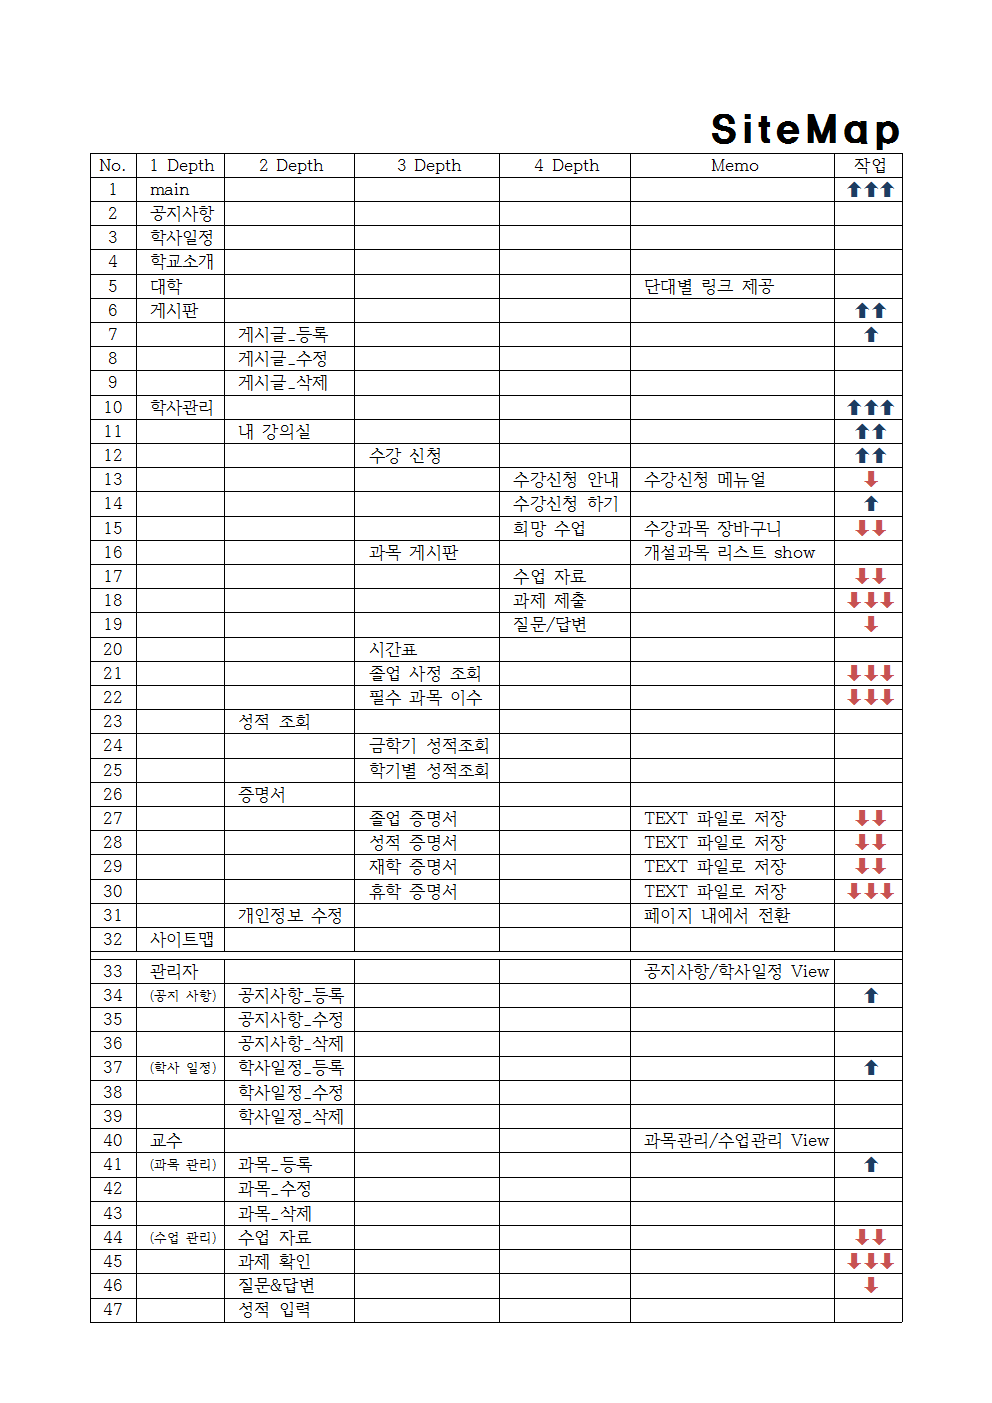 SiteMap
No. 1 Depth 2 Depth 3 Depth 4 Depth Memo 작업
1 main ⬆⬆⬆
2 공지사항
3 학사일정
4 학교소개
5 대학 단대별 링크 제공
6 게시판 ⬆⬆
7 게시글_등록 ⬆
8 게시글_수정
9 게시글_삭제
10 학사관리 ⬆⬆⬆
11 내 강의실 ⬆⬆
12 수강 신청 ⬆⬆
13 수강신청 안내 수강신청 메뉴얼 ⬇
14 수강신청 하기 ⬆
15 희망 수업 수강과목 장바구니 ⬇⬇
16 과목 게시판 개설과목 리스트 show
17 수업 자료 ⬇⬇
18 과제 제출 ⬇⬇⬇
19 질문/답변 ⬇
20 시간표
21 졸업 사정 조회 ⬇⬇⬇
22 필수 과목 이수 ⬇⬇⬇
23 성적 조회
24 금학기 성적조회
25 학기별 성적조회
26 증명서
27 졸업 증명서 TEXT 파일로 저장 ⬇⬇
28 성적 증명서 TEXT 파일로 저장 ⬇⬇
29 재학 증명서 TEXT 파일로 저장 ⬇⬇
30 휴학 증명서 TEXT 파일로 저장 ⬇⬇⬇
31 개인정보 수정 페이지 내에서 전환
32 사이트맵
33 관리자 공지사항/학사일정 View
34 (공지 사항) 공지사항_등록 ⬆
35 공지사항_수정
36 공지사항_삭제
37 (학사 일정) 학사일정_등록 ⬆
38 학사일정_수정
39 학사일정_삭제
40 교수 과목관리/수업관리 View
41 (과목 관리) 과목_등록 ⬆
42 과목_수정
43 과목_삭제
44 (수업 관리) 수업 자료 ⬇⬇
45 과제 확인 ⬇⬇⬇
46 질문&답변 ⬇
47 성적 입력